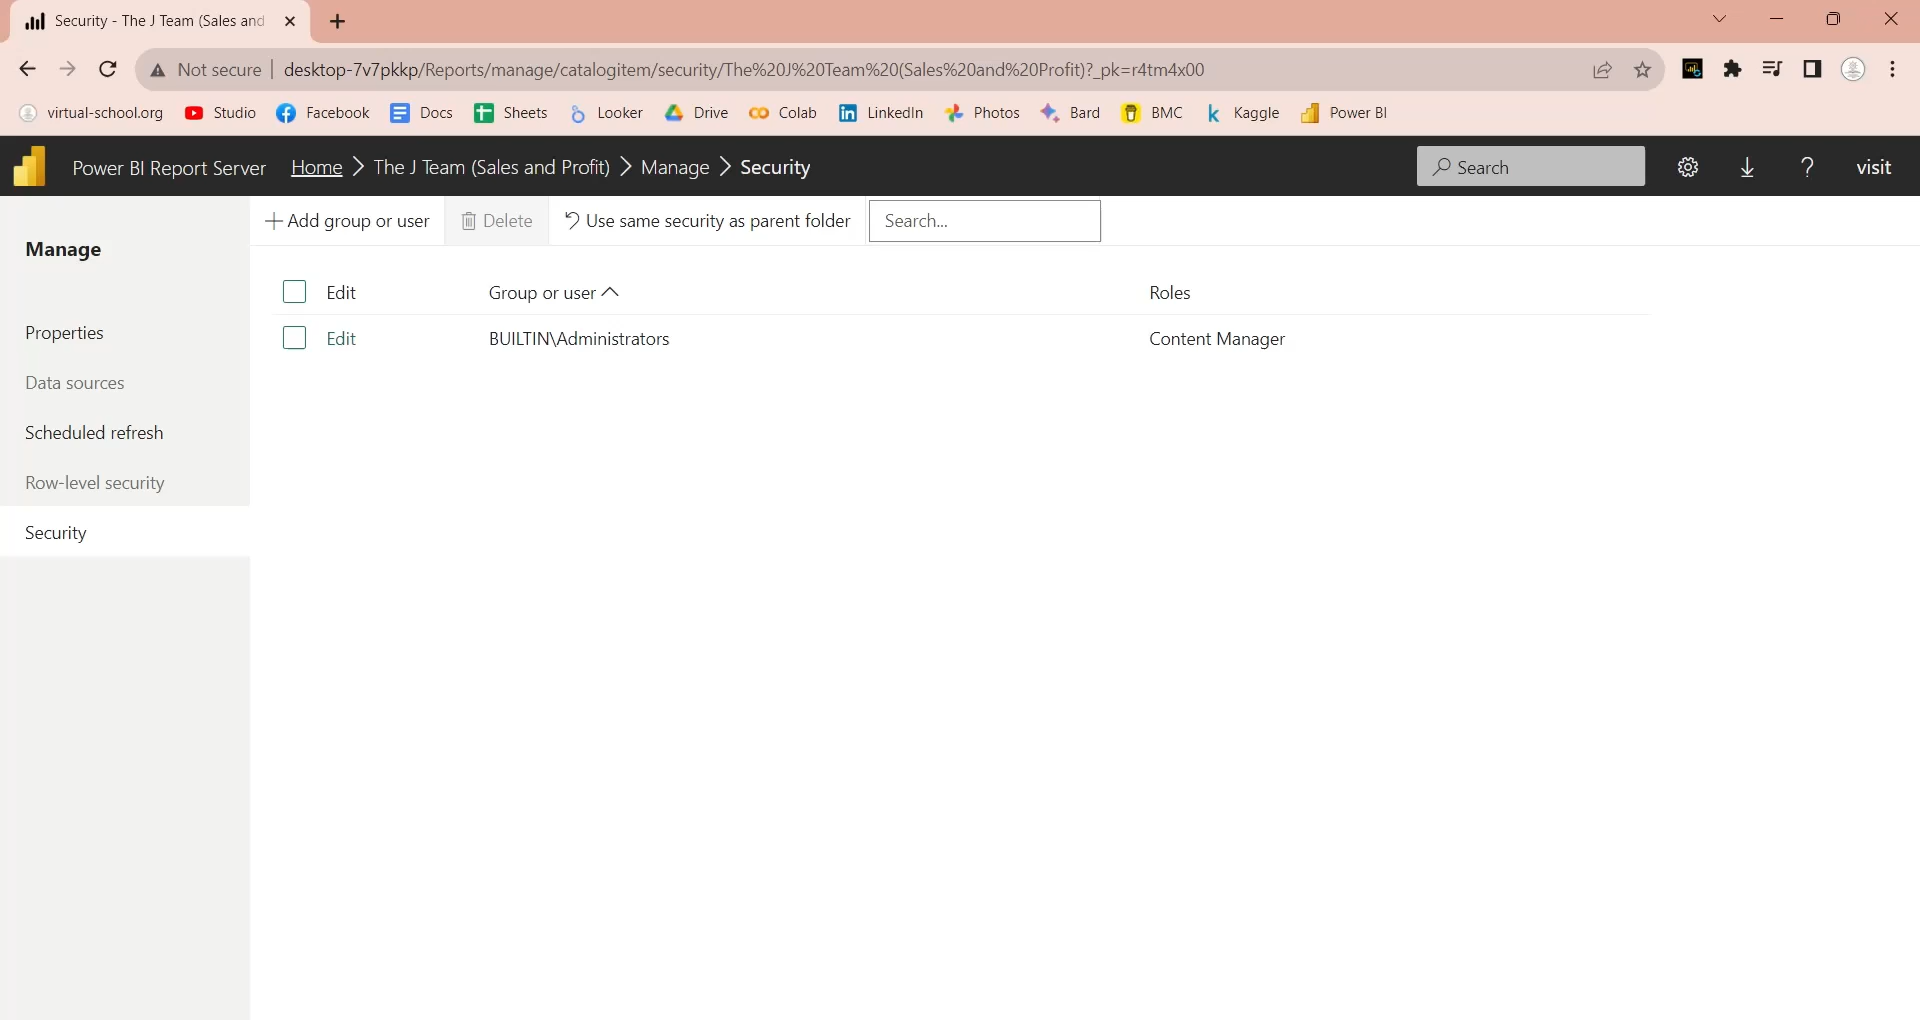 Security - The J Team (Sales and
Not secure desktop-7v7pkkp/Reports/manage/catalogitem/security/The%20J%20Team%20(Sales%20and%20Profit)?_pk=r4tm4x00
virtual-school.org Studio Facebook Docs Sheets Looker Drive Colab LinkedIn Photos Bard BMC Kaggle Power BI
Power BI Report Server Home > The J Team (Sales and Profit) > Manage > Security Search ? visit
+ Add group or user Delete Use same security as parent folder Search...
Manage
Edit Group or user Roles
Properties
Edit BUILTIN\Administrators Content Manager
Data sources
Scheduled refresh
Row-level security
Security